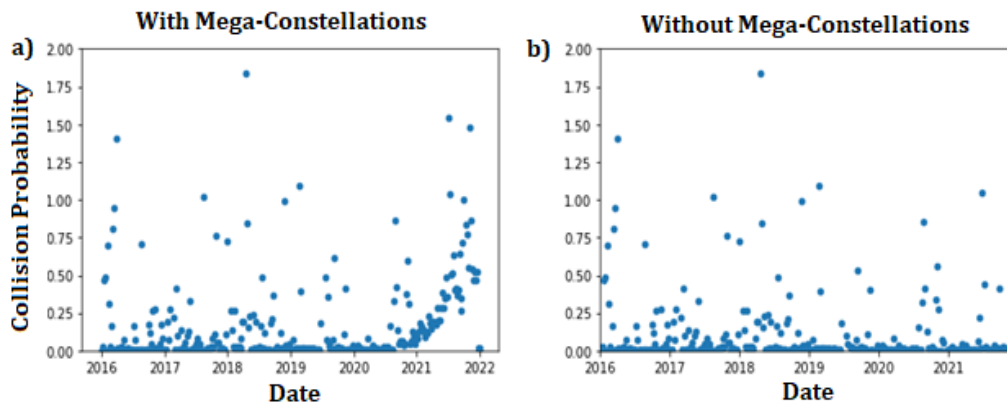 With Mega-Constellations
a)
Collision Probability
2.00
1.75
1.50
1.25
1.00
0.75
0.50
0.25
0.00
2016 2017 2018 2019 2020 2021 2022
Date
Without Mega-Constellations
b)
2.00
1.75
1.50
1.25
1.00
0.75
0.50
0.25
0.00
2016 2017 2018 2019 2020 2021
Date